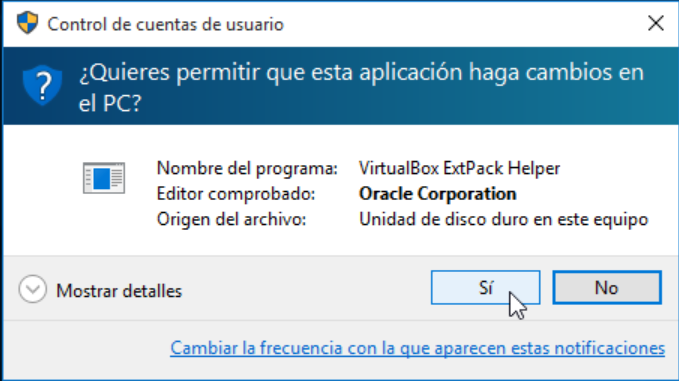 Control de cuentas de usuario
¿Quieres permitir que esta aplicación haga cambios en
el PC?
Nombre del programa: VirtualBox ExtPack Helper
Editor comprobado: Oracle Corporation
Origen del archivo: Unidad de disco duro en este equipo
Mostrar detalles
Sí No
Cambiar la frecuencia con la que aparecen estas notificaciones